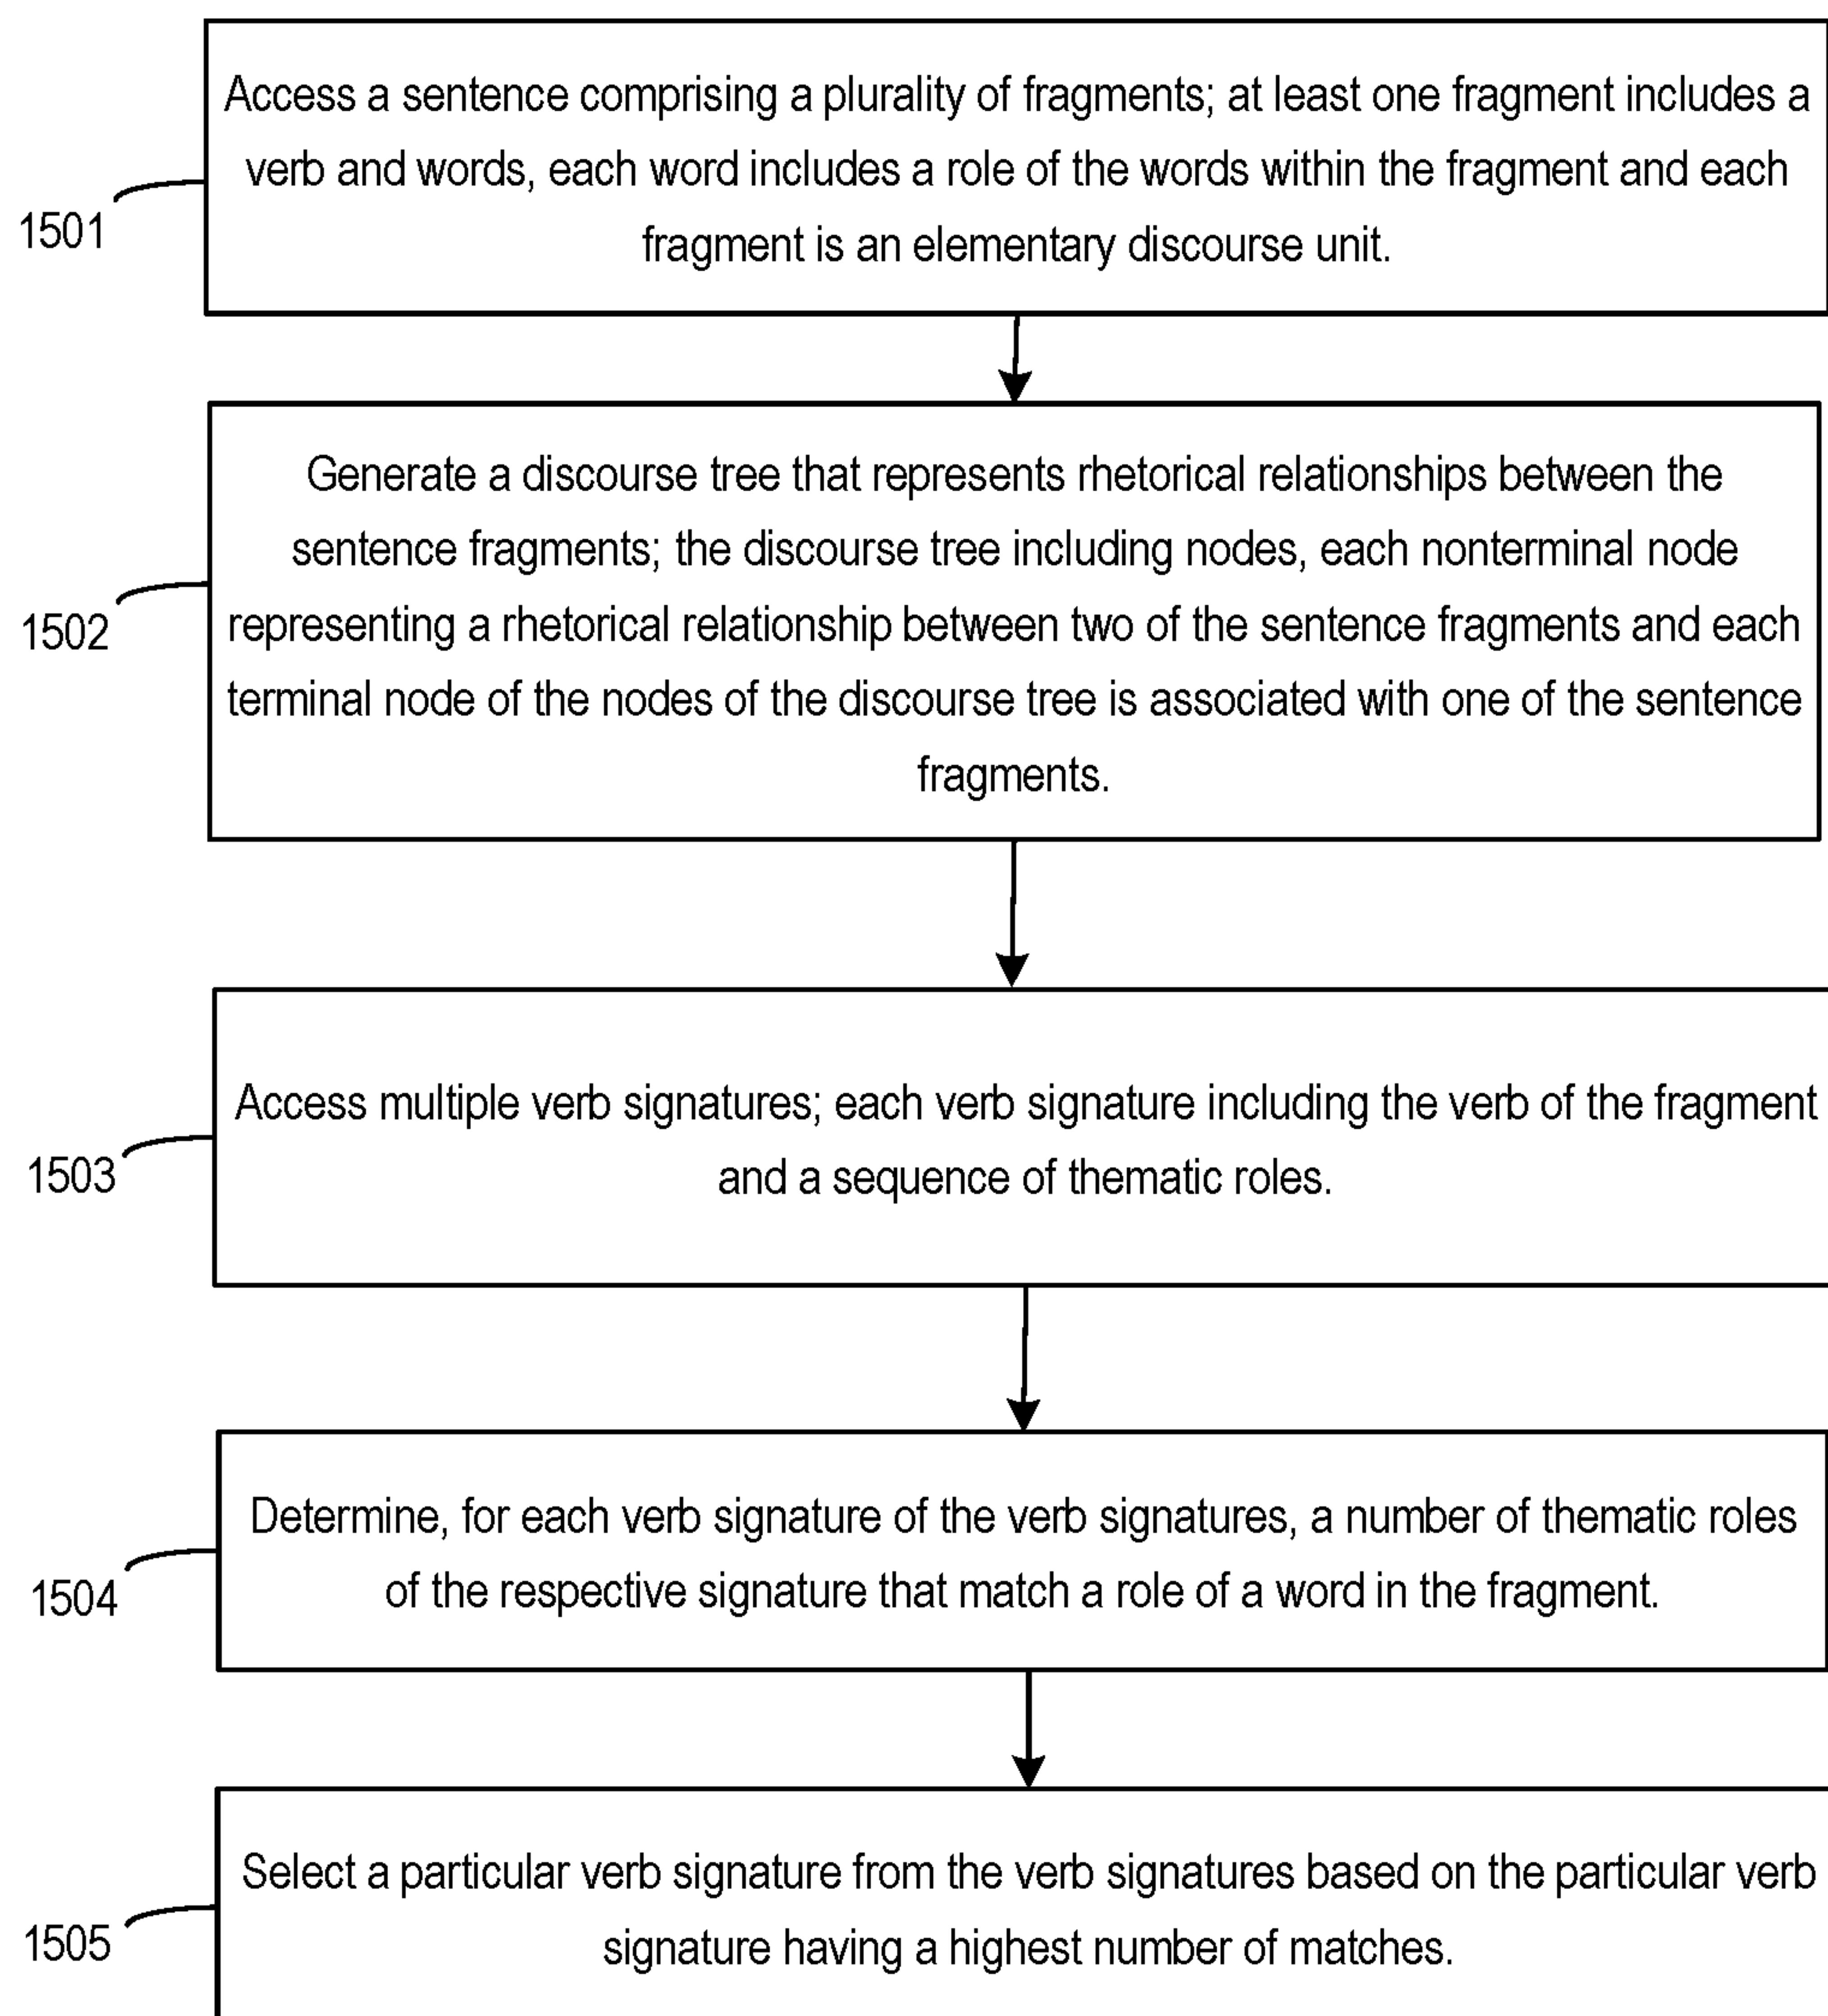 Access a sentence comprising a plurality of fragments; at least one fragment includes a
verb and words, each word includes a role of the words within the fragment and each
fragment is an elementary discourse unit.
1501
Generate a discourse tree that represents rhetorical relationships between the
sentence fragments; the discourse tree including nodes, each nonterminal node
representing a rhetorical relationship between two of the sentence fragments and each
terminal node of the nodes of the discourse tree is associated with one of the sentence
fragments.
1502
Access multiple verb signatures; each verb signature including the verb of the fragment
and a sequence of thematic roles.
1503
Determine, for each verb signature of the verb signatures, a number of thematic roles
of the respective signature that match a role of a word in the fragment.
1504
Select a particular verb signature from the verb signatures based on the particular verb
signature having a highest number of matches.
1505